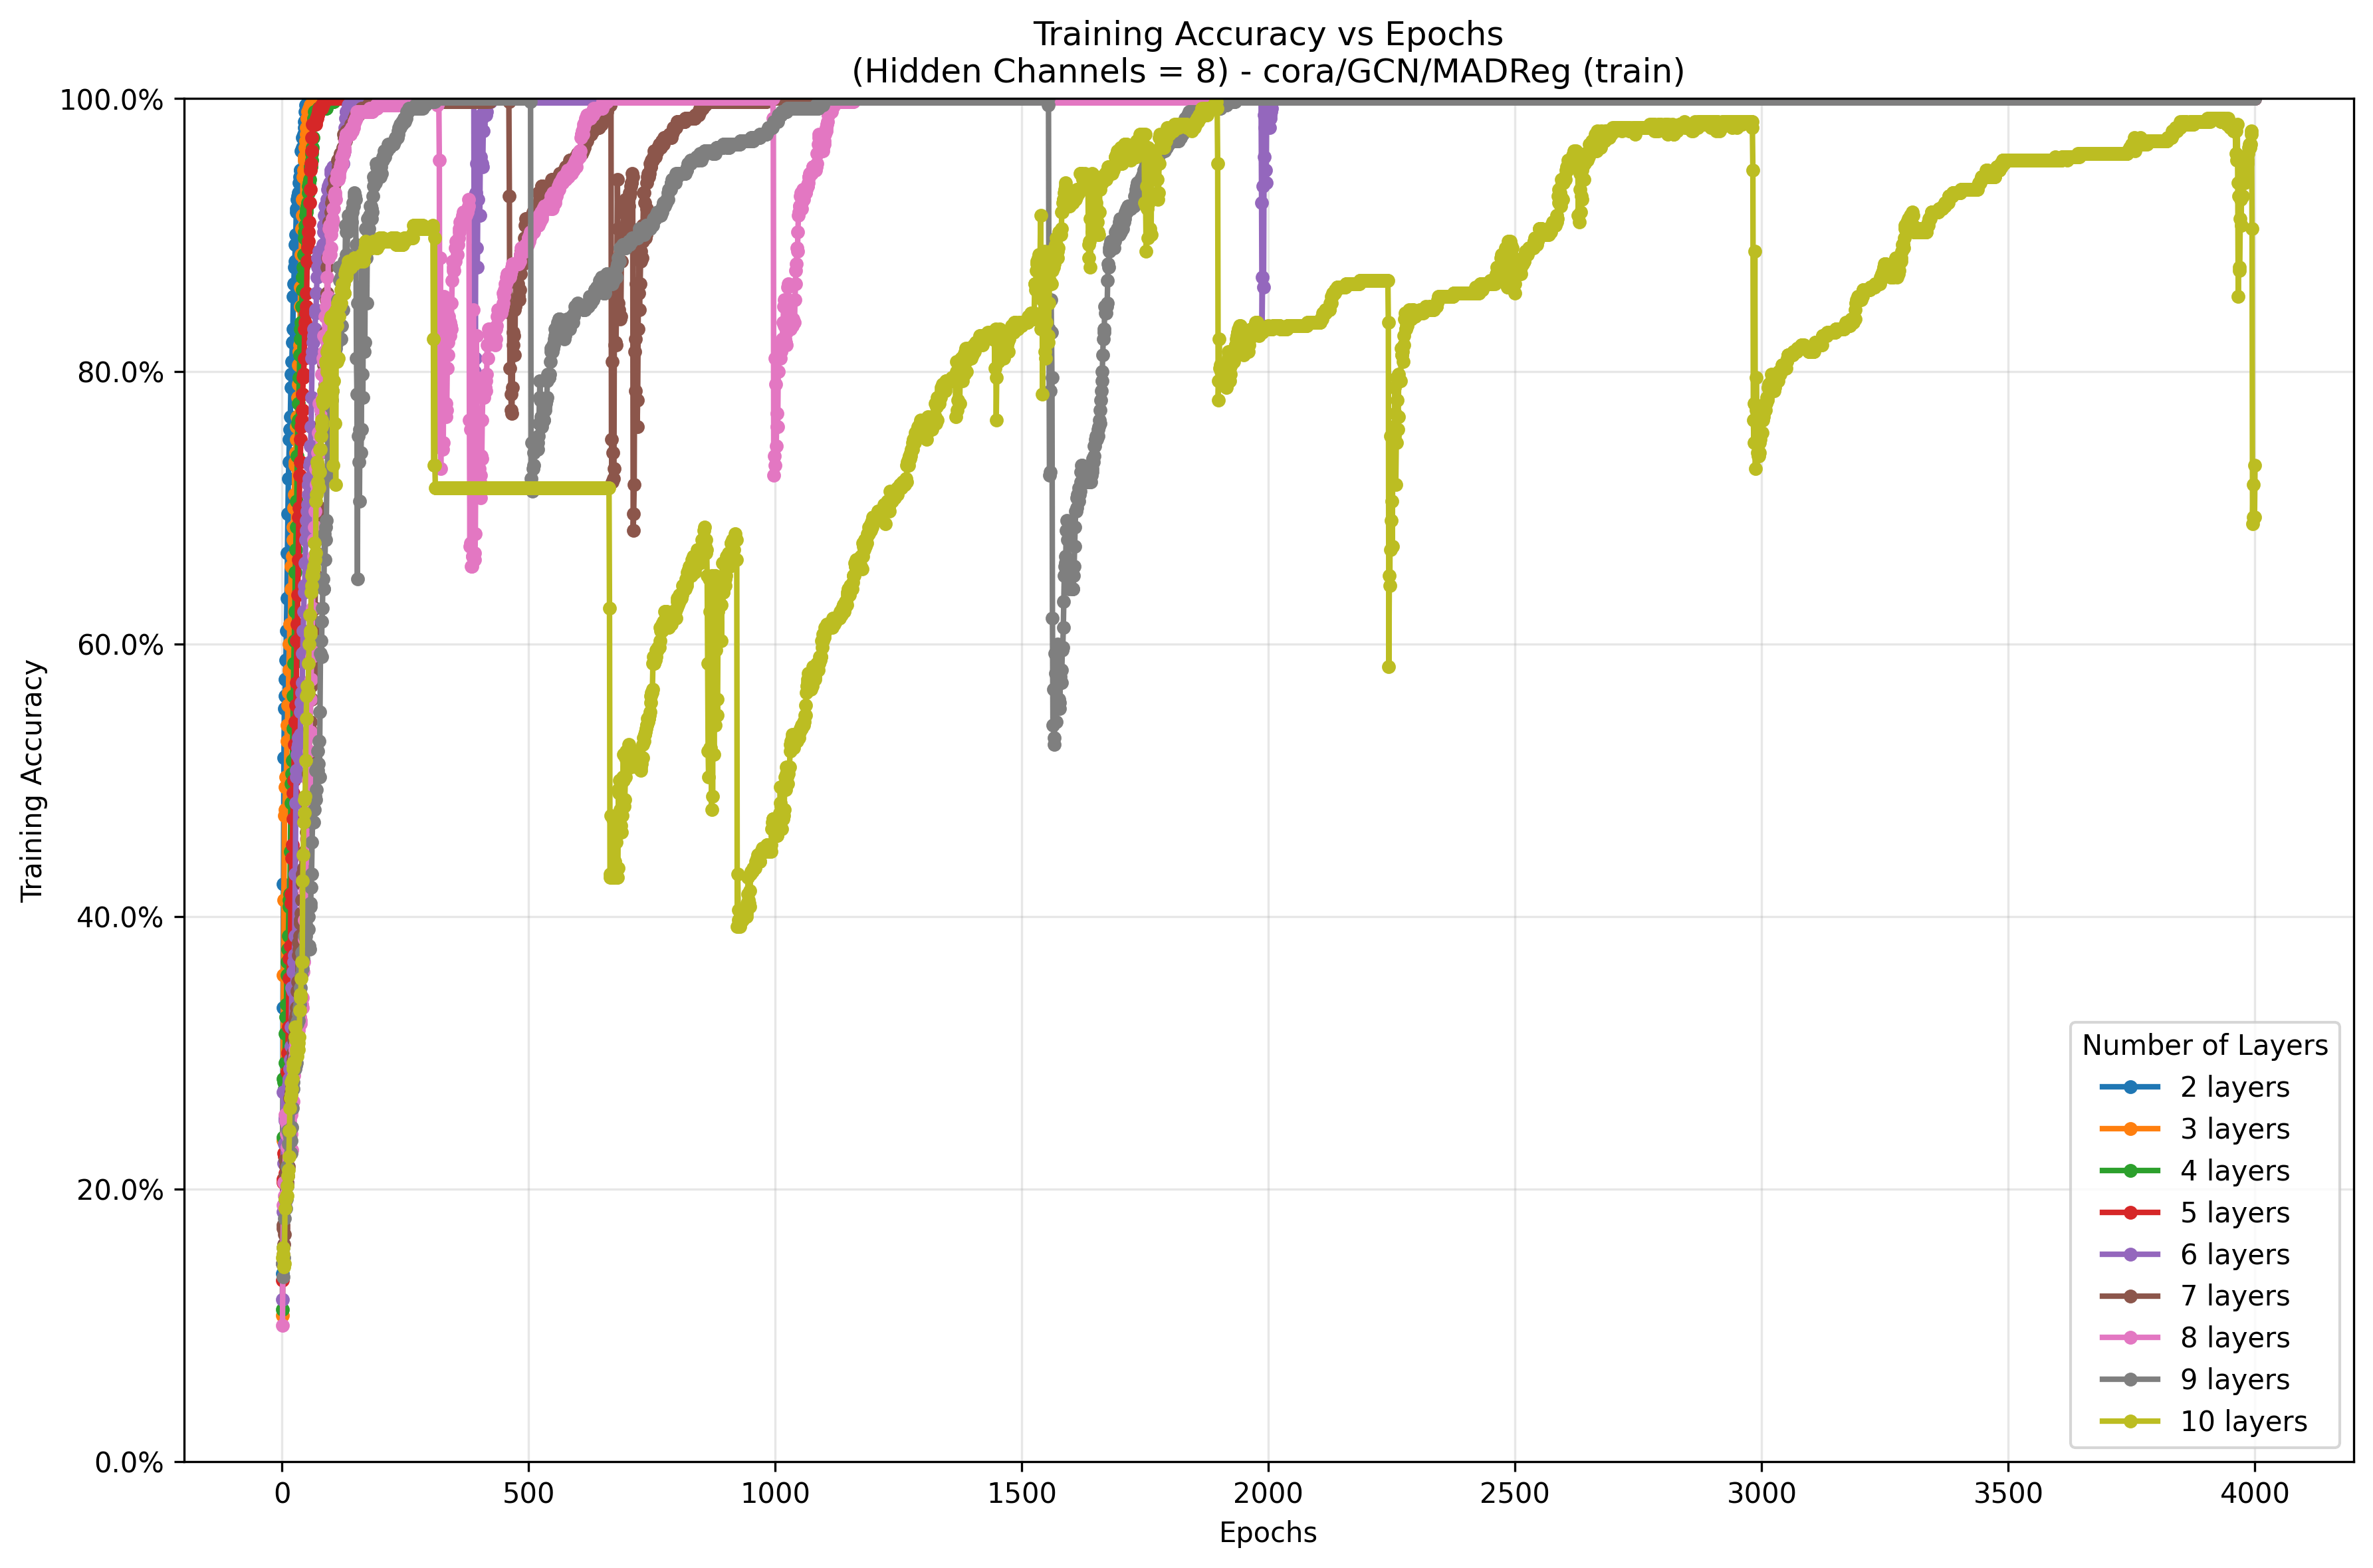 Training Accuracy vs Epochs
(Hidden Channels = 8) - cora/GCN/MADReg (train)
Training Accuracy
100.0%
80.0%
60.0%
40.0%
20.0%
0.0%
0
500
1000
1500
2000
2500
3000
3500
4000
Epochs
Number of Layers
2 layers
3 layers
4 layers
5 layers
6 layers
7 layers
8 layers
9 layers
10 layers